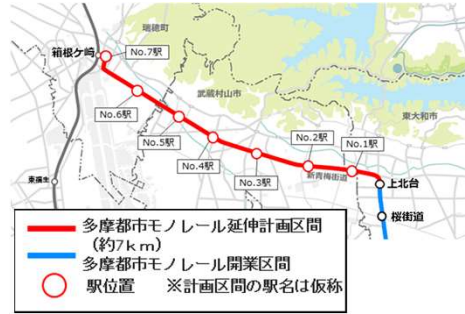 瑞穂町
箱根ケ崎
No.7駅
武蔵村山市
No.6駅
東大和市
No.5駅
No.2駅
No.1駅
No.4駅
新青梅街道
No.3駅
上北台
東福生
桜街道
多摩都市モノレール延伸計画区間
(約7km)
多摩都市モノレール開業区間
駅位置 ※計画区間の駅名は仮称